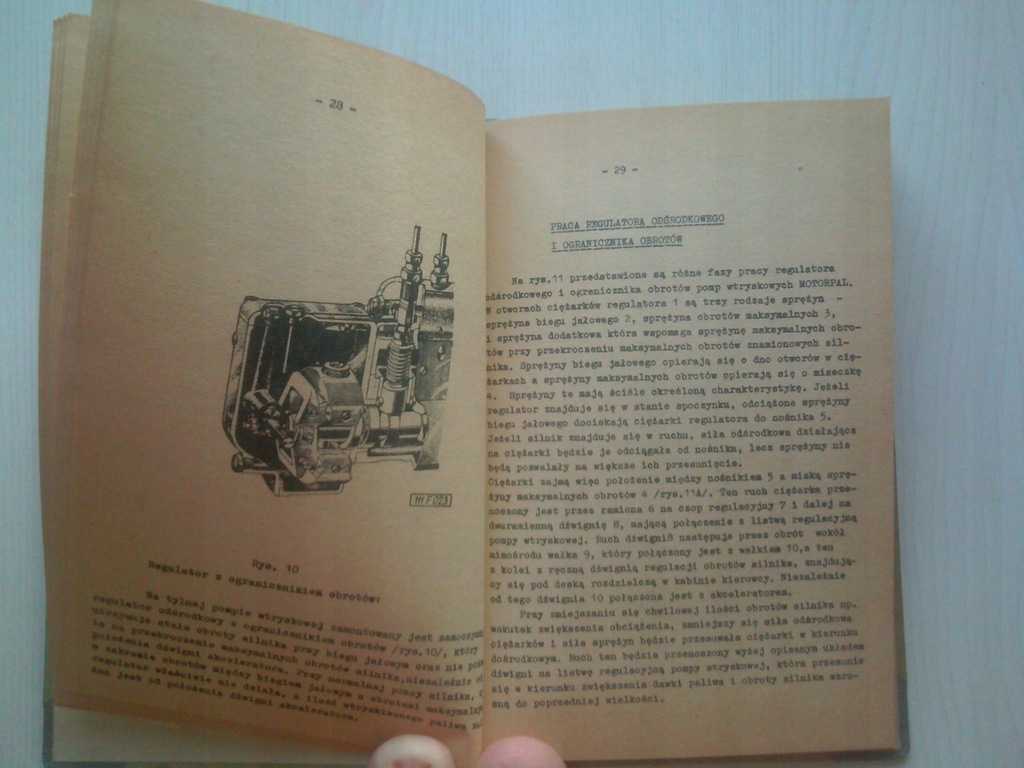 - 28 -
111 F 023
Rys. 10
Regulator z ogranicznikiem obrotów:
Na tylnej pompie wtryskowej zamontowany jest samoczynn
regulator odśrodkowy z ogranicznikiem obrotów /rys.10/, który
utrzymuje stałe obroty silnika przy biegu jałowym oraz nie
le na przekroczenie maksymalnych obrotów silnika, niezależnie
położenia dźwigni akceleratora. Przy normalnej pracy silnika,
w zakresie obrotów między biegiem jałowym a obrotami
regulator właściwie nie działa, a ilość wtryskiwanego paliwa
żna jest od położenia dźwigni akceleratora.
- 29 -
PRACA REGULATORA ODŚRODKOWEGO
I OGRANICZNIKA OBROTÓW
Na rys.11 przedstawione są różne fazy pracy regulatora
odśrodkowego i ogranicznika obrotów pomp wtryskowych MOTORPAL.
W otworach ciężarków regulatora 1 są trzy rodzaje sprężyn -
sprężyna biegu jałowego 2, sprężyna obrotów maksymalnych 3,
i sprężyna dodatkowa która wspomaga sprężynę maksymalnych obro-
tów przy przekroczeniu maksymalnych obrotów znamionowych sil-
nika. Sprężyny biegu jałowego opierają się o dno otworów w cię-
żarkach a sprężyny maksymalnych obrotów opierają się o miseczkę
4. Sprężyny te mają ściśle określoną charakterystykę. Jeżeli
regulator znajduje się w stanie spoczynku, odciążone sprężyny
biegu jałowego dociskają ciężarki regulatora do nośnika 5.
Jeżeli silnik znajduje się w ruchu, siła odśrodkowa działająca
na ciężarki będzie je odciągała od nośnika, lecz sprężyny nie
będą pozwalały na większe ich przesunięcie.
Ciężarki zajmą więc położenie między nośnikiem 5 a miską sprę-
żyny maksymalnych obrotów 4 /rys.11A/. Ten ruch ciężarka prze-
noszony jest przez ramiona 6 na czop regulacyjny 7 i dalej na
dwuramienną dźwignię 8, mającą połączenie z listwą regulacyjną
pompy wtryskowej. Ruch dźwigni8 następuje przez obrót wokół
mimośrodu wałka 9, który połączony jest z wałkiem 10,a ten
z kolei z ręczną dźwignią regulacji obrotów silnika, znajdują-
cy się pod deską rozdzielczą w kabinie kierowcy. Niezależnie
od tego dźwignia 10 połączona jest z akceleratorem.
Przy zmiejszaniu się chwilowej ilości obrotów silnika np.
wskutek zwiększenia obciążenia, zmniejszy się siła odśrodkowa
ciężarków i siła sprężyn będzie przesuwała ciężarki w kierunku
dośrodkowym. Ruch ten będzie przenoszony wyżej opisanym układem
dźwigni na listwę regulacyjną pompy wtryskowej, która przesunie
się w kierunku zwiększenia dawki paliwa i obroty silnika wzro-
sną do poprzedniej wielkości.